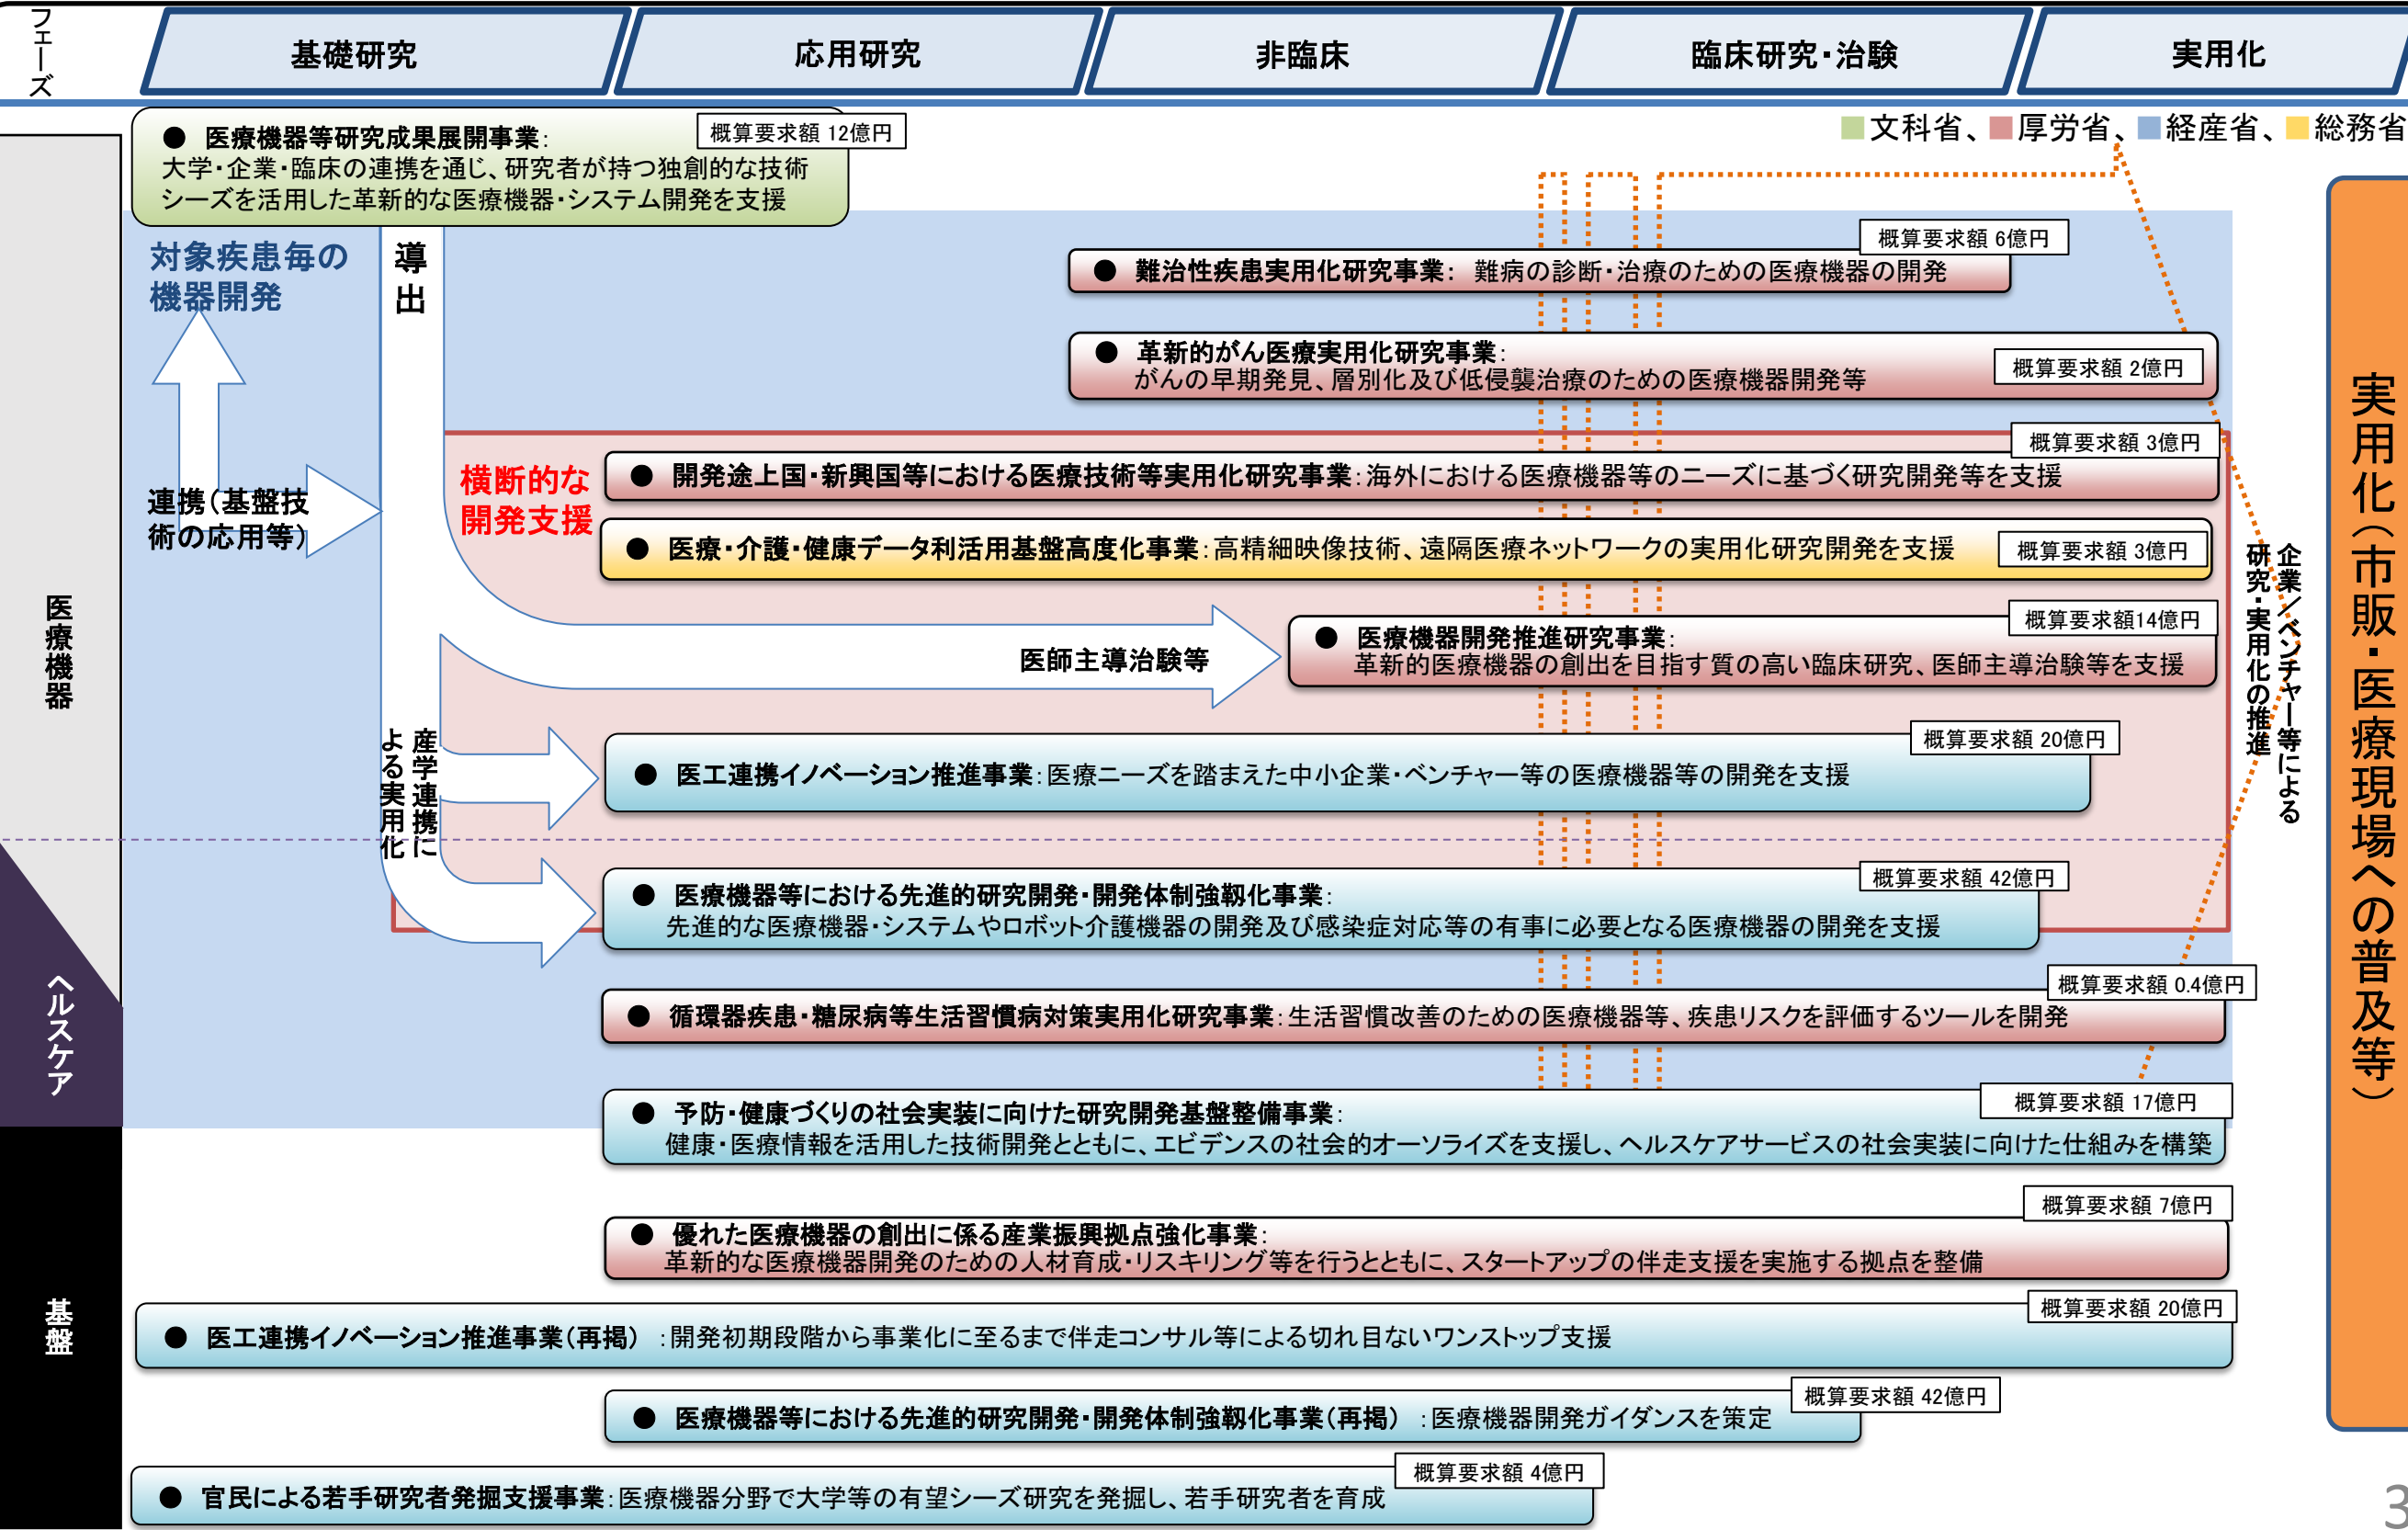 フェーズ
基礎研究
応用研究
非臨床
臨床研究・治験
実用化
■文科省、■厚労省、■経産省、■総務省
● 医療機器等研究成果展開事業：
概算要求額 12億円
大学・企業・臨床の連携を通じ、研究者が持つ独創的な技術
シーズを活用した革新的な医療機器・システム開発を支援
対象疾患毎の
機器開発
導出
概算要求額 6億円
● 難治性疾患実用化研究事業： 難病の診断・治療のための医療機器の開発
● 革新的がん医療実用化研究事業：
がんの早期発見、層別化及び低侵襲治療のための医療機器開発等
概算要求額 2億円
連携（基盤技
術の応用等）
横断的な
開発支援
概算要求額 3億円
● 開発途上国・新興国等における医療技術等実用化研究事業：海外における医療機器等のニーズに基づく研究開発等を支援
● 医療・介護・健康データ利活用基盤高度化事業：高精細映像技術、遠隔医療ネットワークの実用化研究開発を支援
概算要求額 3億円
医師主導治験等
概算要求額14億円
● 医療機器開発推進研究事業：
革新的医療機器の創出を目指す質の高い臨床研究、医師主導治験等を支援
産学連携に
よる実用化
概算要求額 20億円
● 医工連携イノベーション推進事業：医療ニーズを踏まえた中小企業・ベンチャー等の医療機器等の開発を支援
概算要求額 42億円
● 医療機器等における先進的研究開発・開発体制強靱化事業：
先進的な医療機器・システムやロボット介護機器の開発及び感染症対応等の有事に必要となる医療機器の開発を支援
概算要求額 0.4億円
● 循環器疾患・糖尿病等生活習慣病対策実用化研究事業：生活習慣改善のための医療機器等、疾患リスクを評価するツールを開発
概算要求額 17億円
● 予防・健康づくりの社会実装に向けた研究開発基盤整備事業：
健康・医療情報を活用した技術開発とともに、エビデンスの社会的オーソライズを支援し、ヘルスケアサービスの社会実装に向けた仕組みを構築
企業／ベンチャー等による
研究・実用化の推進
実用化（市販・医療現場への普及等）
医療機器
ヘルスケア
基盤
概算要求額 7億円
● 優れた医療機器の創出に係る産業振興拠点強化事業：
革新的な医療機器開発のための人材育成・リスキリング等を行うとともに、スタートアップの伴走支援を実施する拠点を整備
概算要求額 20億円
● 医工連携イノベーション推進事業（再掲） ：開発初期段階から事業化に至るまで伴走コンサル等による切れ目ないワンストップ支援
概算要求額 42億円
● 医療機器等における先進的研究開発・開発体制強靱化事業（再掲） ：医療機器開発ガイダンスを策定
概算要求額 4億円
● 官民による若手研究者発掘支援事業：医療機器分野で大学等の有望シーズ研究を発掘し、若手研究者を育成
3